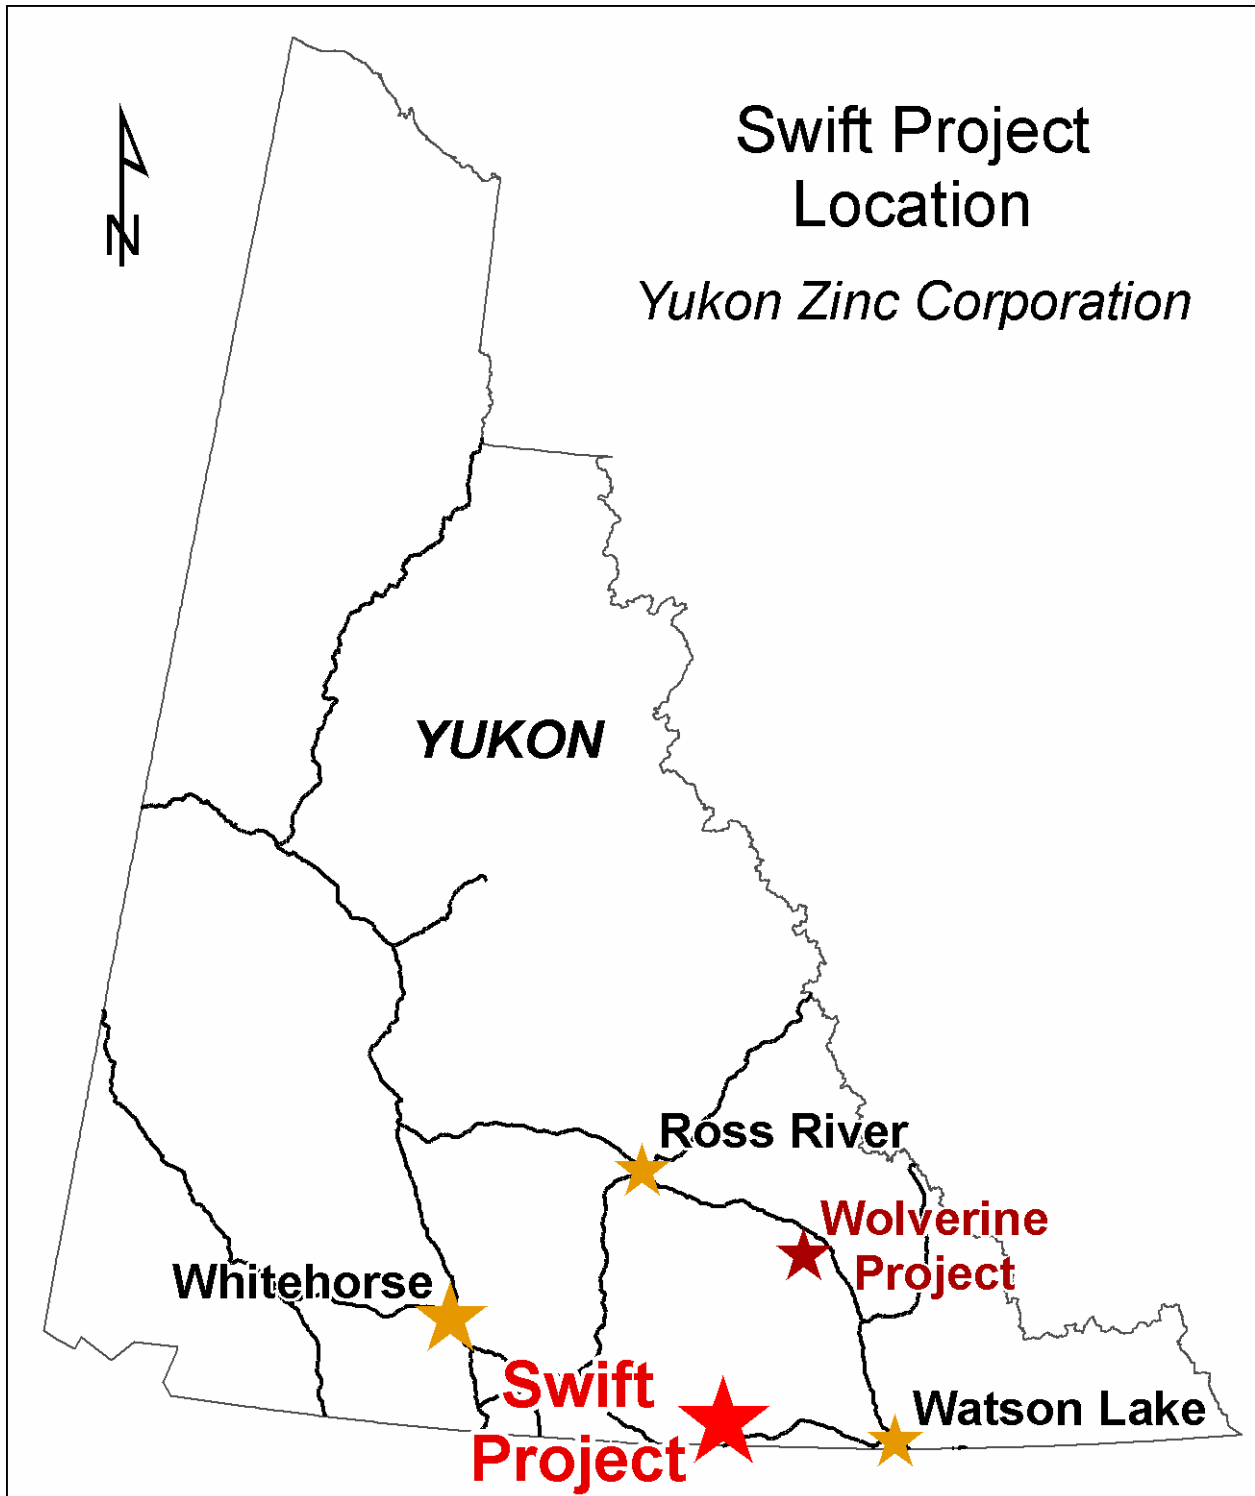 Swift Project
Location
Yukon Zinc Corporation
N
YUKON
Ross River
Wolverine
Project
Whitehorse
Swift
Project
Watson Lake